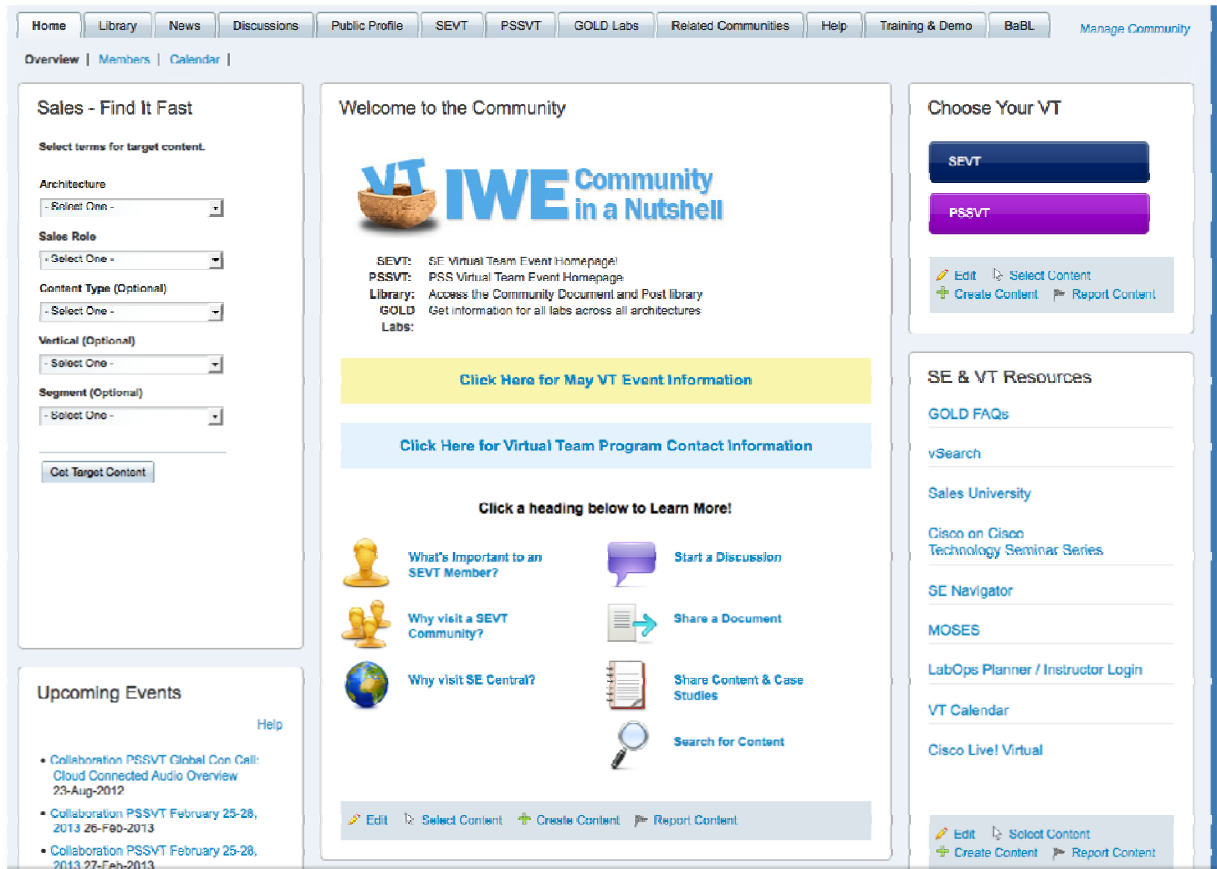 Home Library News Discussions Public Profile SEVT PSSVT GOLD Labs Related Communities Help Training & Demo BaBL Manage Community
Overview | Members | Calendar |
Sales - Find It Fast
Select terms for target content.
Architecture
- Select One -
Sales Role
- Select One -
Content Type (Optional)
- Select One -
Vertical (Optional)
- Select One -
Segment (Optional)
- Select One -
Get Target Content
Upcoming Events
Help
• Collaboration PSSVT Global Con Call:
Cloud Connected Audio Overview
23-Aug-2012
• Collaboration PSSVT February 25-28,
2013 26-Feb-2013
• Collaboration PSSVT February 25-28,
2013 27-Feb-2013
Welcome to the Community
VT IWE Community
in a Nutshell
SEVT: SE Virtual Team Event Homepage!
PSSVT: PSS Virtual Team Event Homepage
Library: Access the Community Document and Post library
GOLD Get information for all labs across all architectures
Labs:
Click Here for May VT Event Information
Click Here for Virtual Team Program Contact Information
Click a heading below to Learn More!
What's Important to an
SEVT Member?
Start a Discussion
Why visit a SEVT
Community?
Share a Document
Why visit SE Central?
Share Content & Case
Studies
Search for Content
Edit Select Content Create Content Report Content
Choose Your VT
SEVT
PSSVT
Edit Select Content
Create Content Report Content
SE & VT Resources
GOLD FAQs
vSearch
Sales University
Cisco on Cisco
Technology Seminar Series
SE Navigator
MOSES
LabOps Planner / Instructor Login
VT Calendar
Cisco Live! Virtual
Edit Select Content
Create Content Report Content